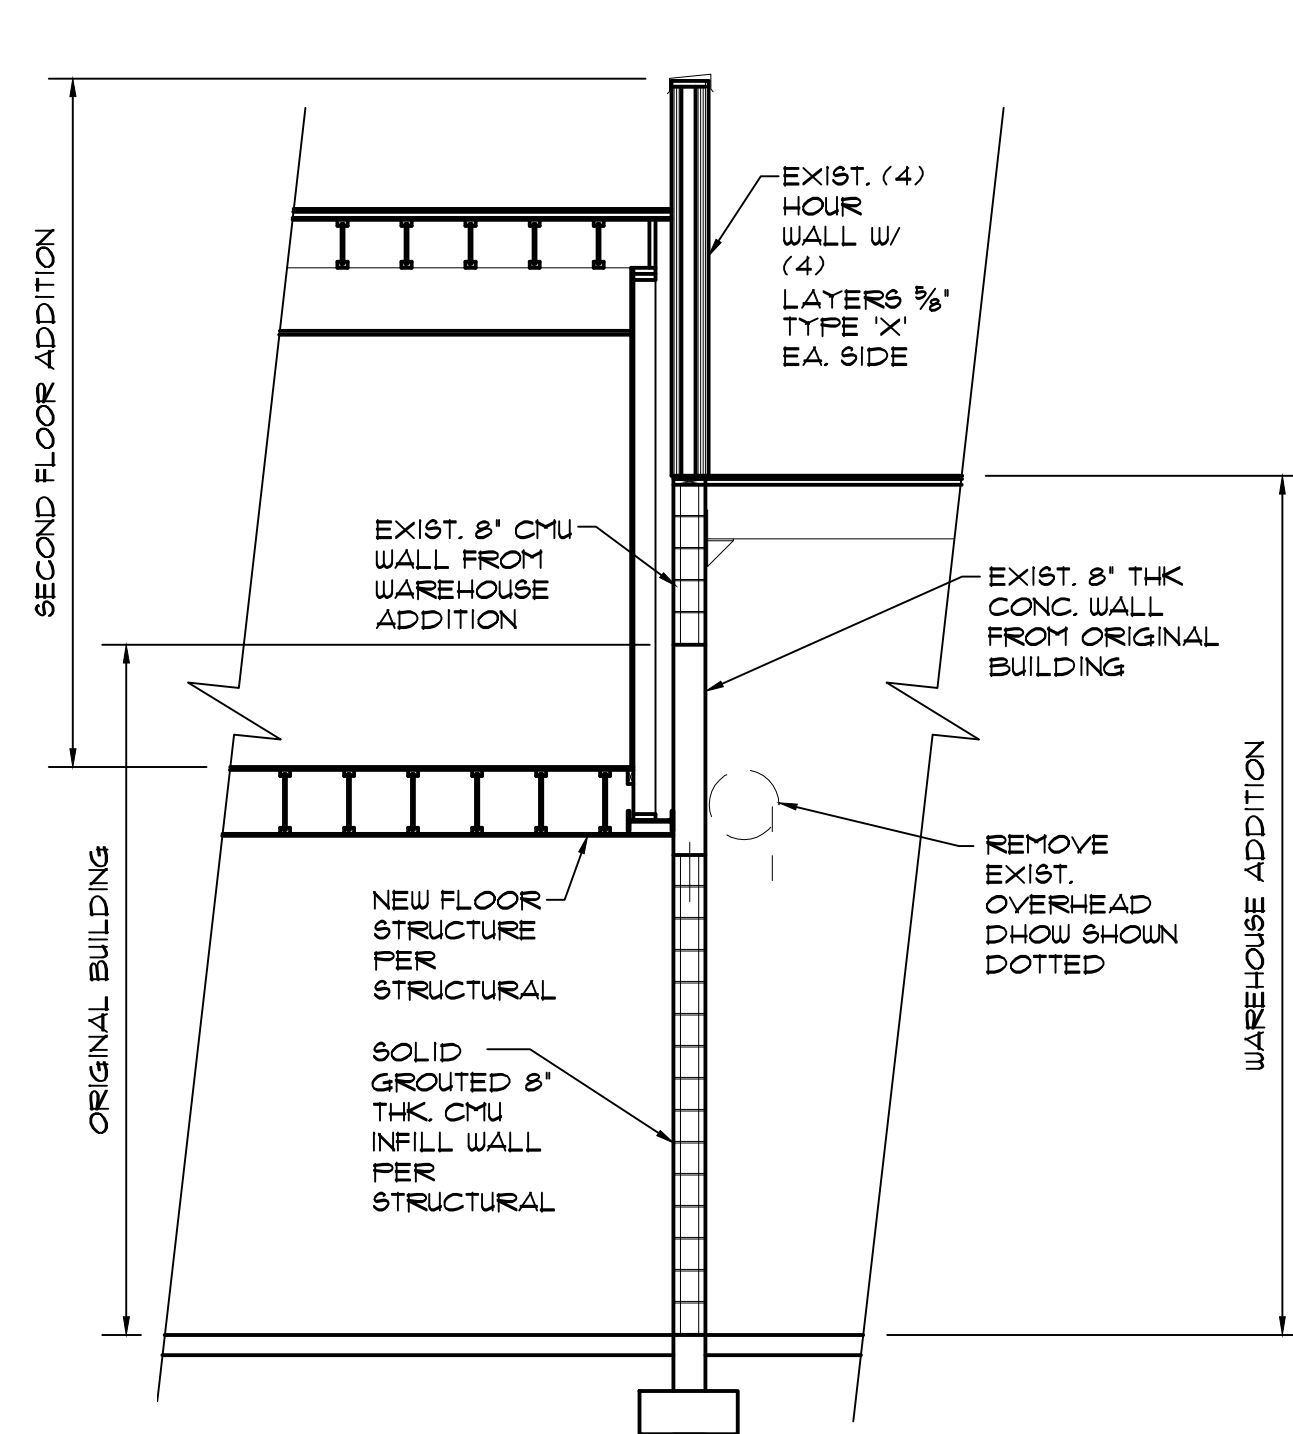 EXIST. (4)
HOUR
WALL W/
(4)
LAYERS 5/8"
TYPE 'X'
EA. SIDE
SECOND FLOOR ADDITION
EXIST. 8" CMU
WALL FROM
WAREHOUSE
ADDITION
EXIST. 8" THK
CONC. WALL
FROM ORIGINAL
BUILDING
WAREHOUSE ADDITION
ORIGINAL BUILDING
REMOVE
EXIST.
OVERHEAD
DHOW SHOWN
DOTTED
NEW FLOOR
STRUCTURE
PER
STRUCTURAL
SOLID
GROUTED 8"
THK. CMU
INFILL WALL
PER
STRUCTURAL